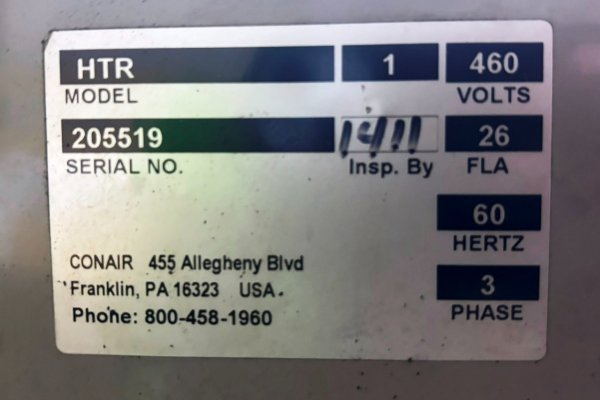 HTR 1 460
MODEL VOLTS
205519 26
SERIAL NO. Insp. By FLA
60
HERTZ
CONAIR 455 Allegheny Blvd
Franklin, PA 16323 USA.
3
Phone: 800-458-1960 PHASE